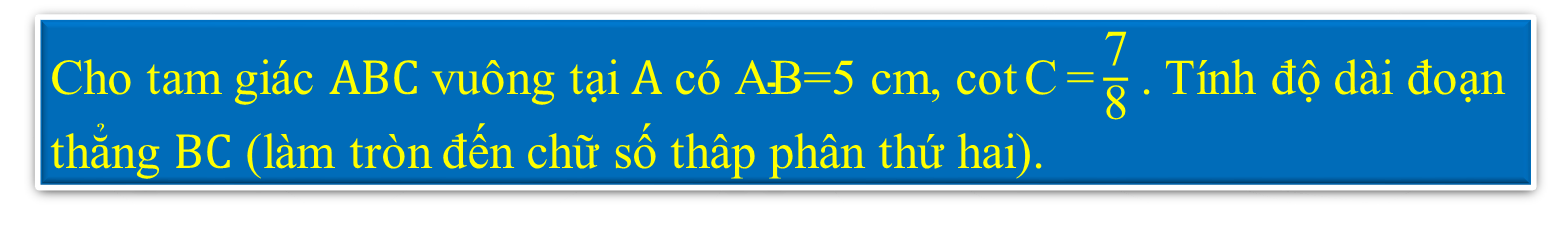 Cho tam giác ABC vuông tại A có AB=5 cm, cot C = 7/8 . Tính độ dài đoạn
thẳng BC (làm tròn đến chữ số thâp phân thứ hai).